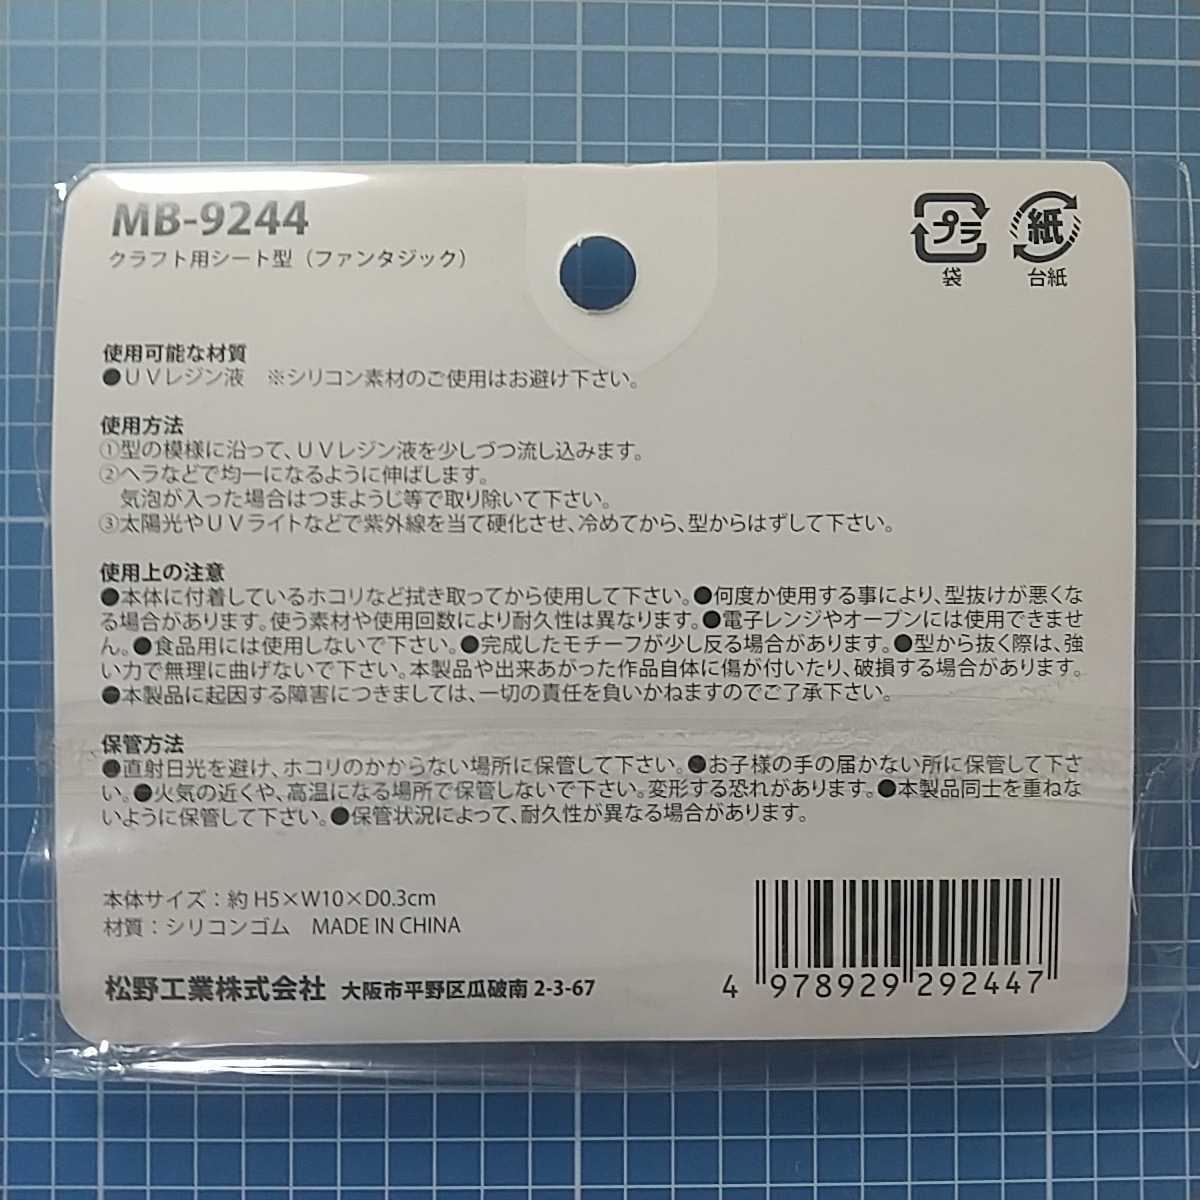 MB-9244
クラフト用シート型（ファンタジック）
プラ
袋
紙
台紙
使用可能な材質
●ＵＶレジン液　※シリコン素材のご使用はお避け下さい。
使用方法
①型の模様に沿って、ＵＶレジン液を少しづつ流し込みます。
②ヘラなどで均一になるように伸ばします。
気泡が入った場合はつまようじ等で取り除いて下さい。
③太陽光やＵＶライトなどで紫外線を当て硬化させ、冷めてから、型からはずして下さい。
使用上の注意
●本体に付着しているホコリなど拭き取ってから使用して下さい。●何度か使用する事により、型抜けが悪くな
る場合があります。使う素材や使用回数により耐久性は異なります。●電子レンジやオーブンには使用できませ
ん。●食品用には使用しないで下さい。●完成したモチーフが少し反る場合があります。●型から抜く際は、強
い力で無理に曲げないで下さい。本製品や出来あがった作品自体に傷が付いたり、破損する場合があります。
●本製品に起因する障害につきましては、一切の責任を負いかねますのでご了承下さい。
保管方法
●直射日光を避け、ホコリのかからない場所に保管して下さい。●お子様の手の届かない所に保管して下さ
い。●火気の近くや、高温になる場所で保管しないで下さい。変形する恐れがあります。●本製品同士を重ねな
いように保管して下さい。●保管状況によって、耐久性が異なる場合があります。
本体サイズ：約 H5×W10×D0.3cm
材質：シリコンゴム　MADE IN CHINA
松野工業株式会社 大阪市平野区瓜破南 2-3-67
4 978929 292447